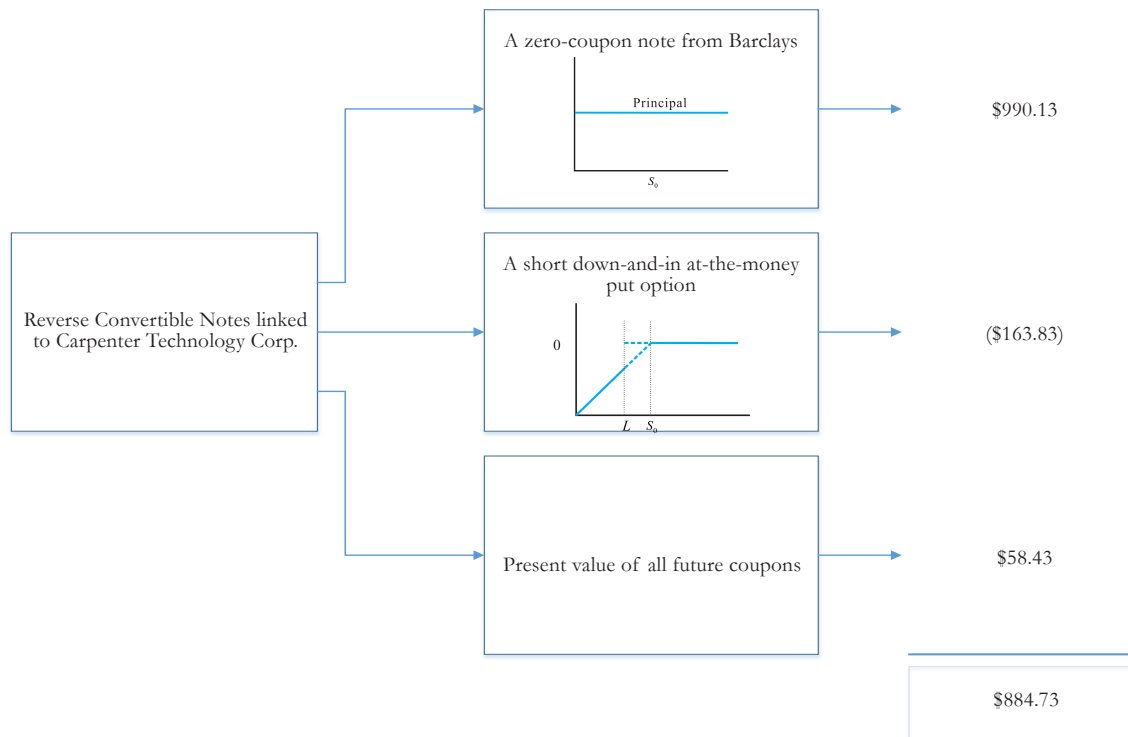 A zero-coupon note from Barclays
Principal
S₀
$990.13
Reverse Convertible Notes linked
to Carpenter Technology Corp.
A short down-and-in at-the-money
put option
0
L S₀
($163.83)
Present value of all future coupons
$58.43
$884.73